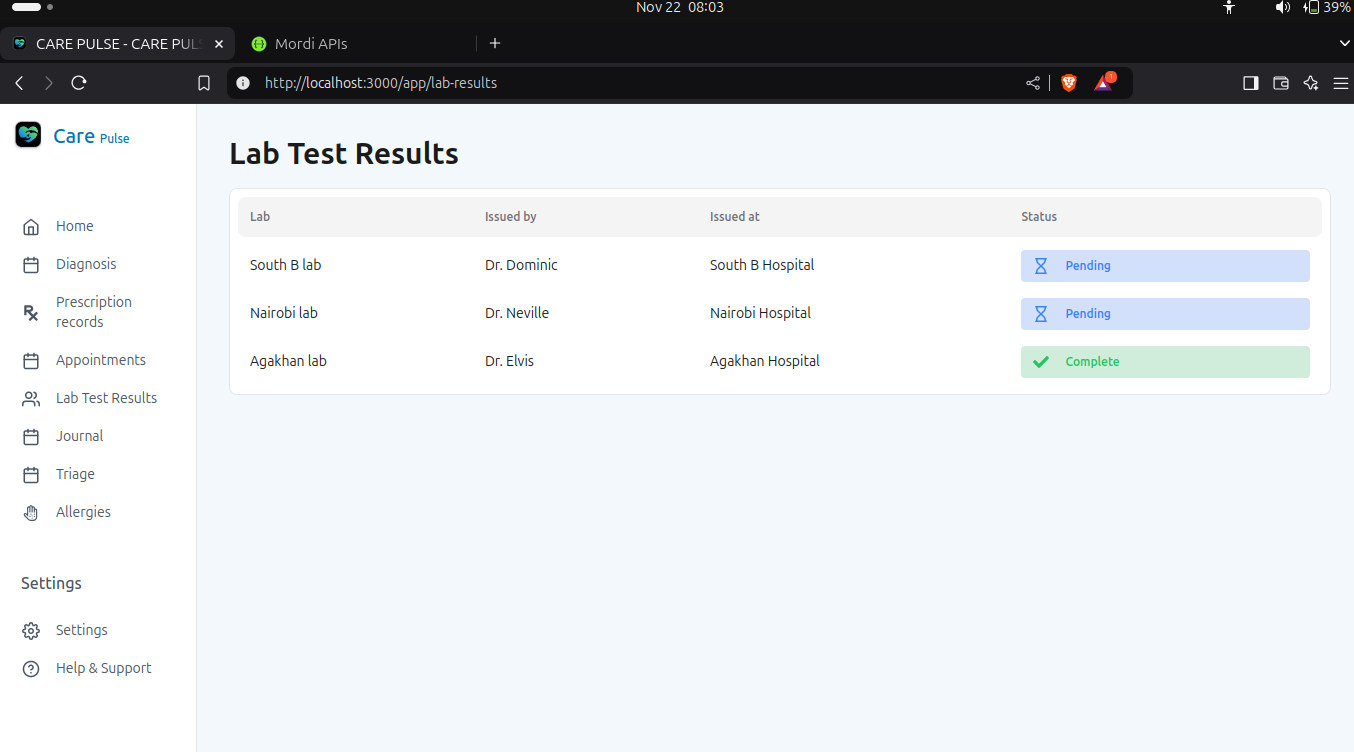 Nov 22 08:03
39%
CARE PULSE - CARE PUL
Mordi APIs
http://localhost:3000/app/lab-results
1
Care Pulse
Home
Diagnosis
Prescription
records
Appointments
Lab Test Results
Journal
Triage
Allergies
Settings
Settings
Help & Support
Lab Test Results
Lab Issued by Issued at Status
South B lab Dr. Dominic South B Hospital Pending
Nairobi lab Dr. Neville Nairobi Hospital Pending
Agakhan lab Dr. Elvis Agakhan Hospital Complete